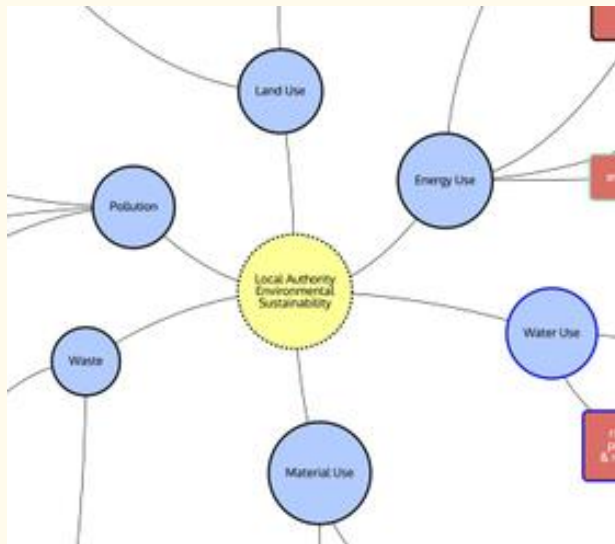 Land Use
Energy Use
Pollution
Local Authority
Environmental
Sustainability
Water Use
Waste
Material Use